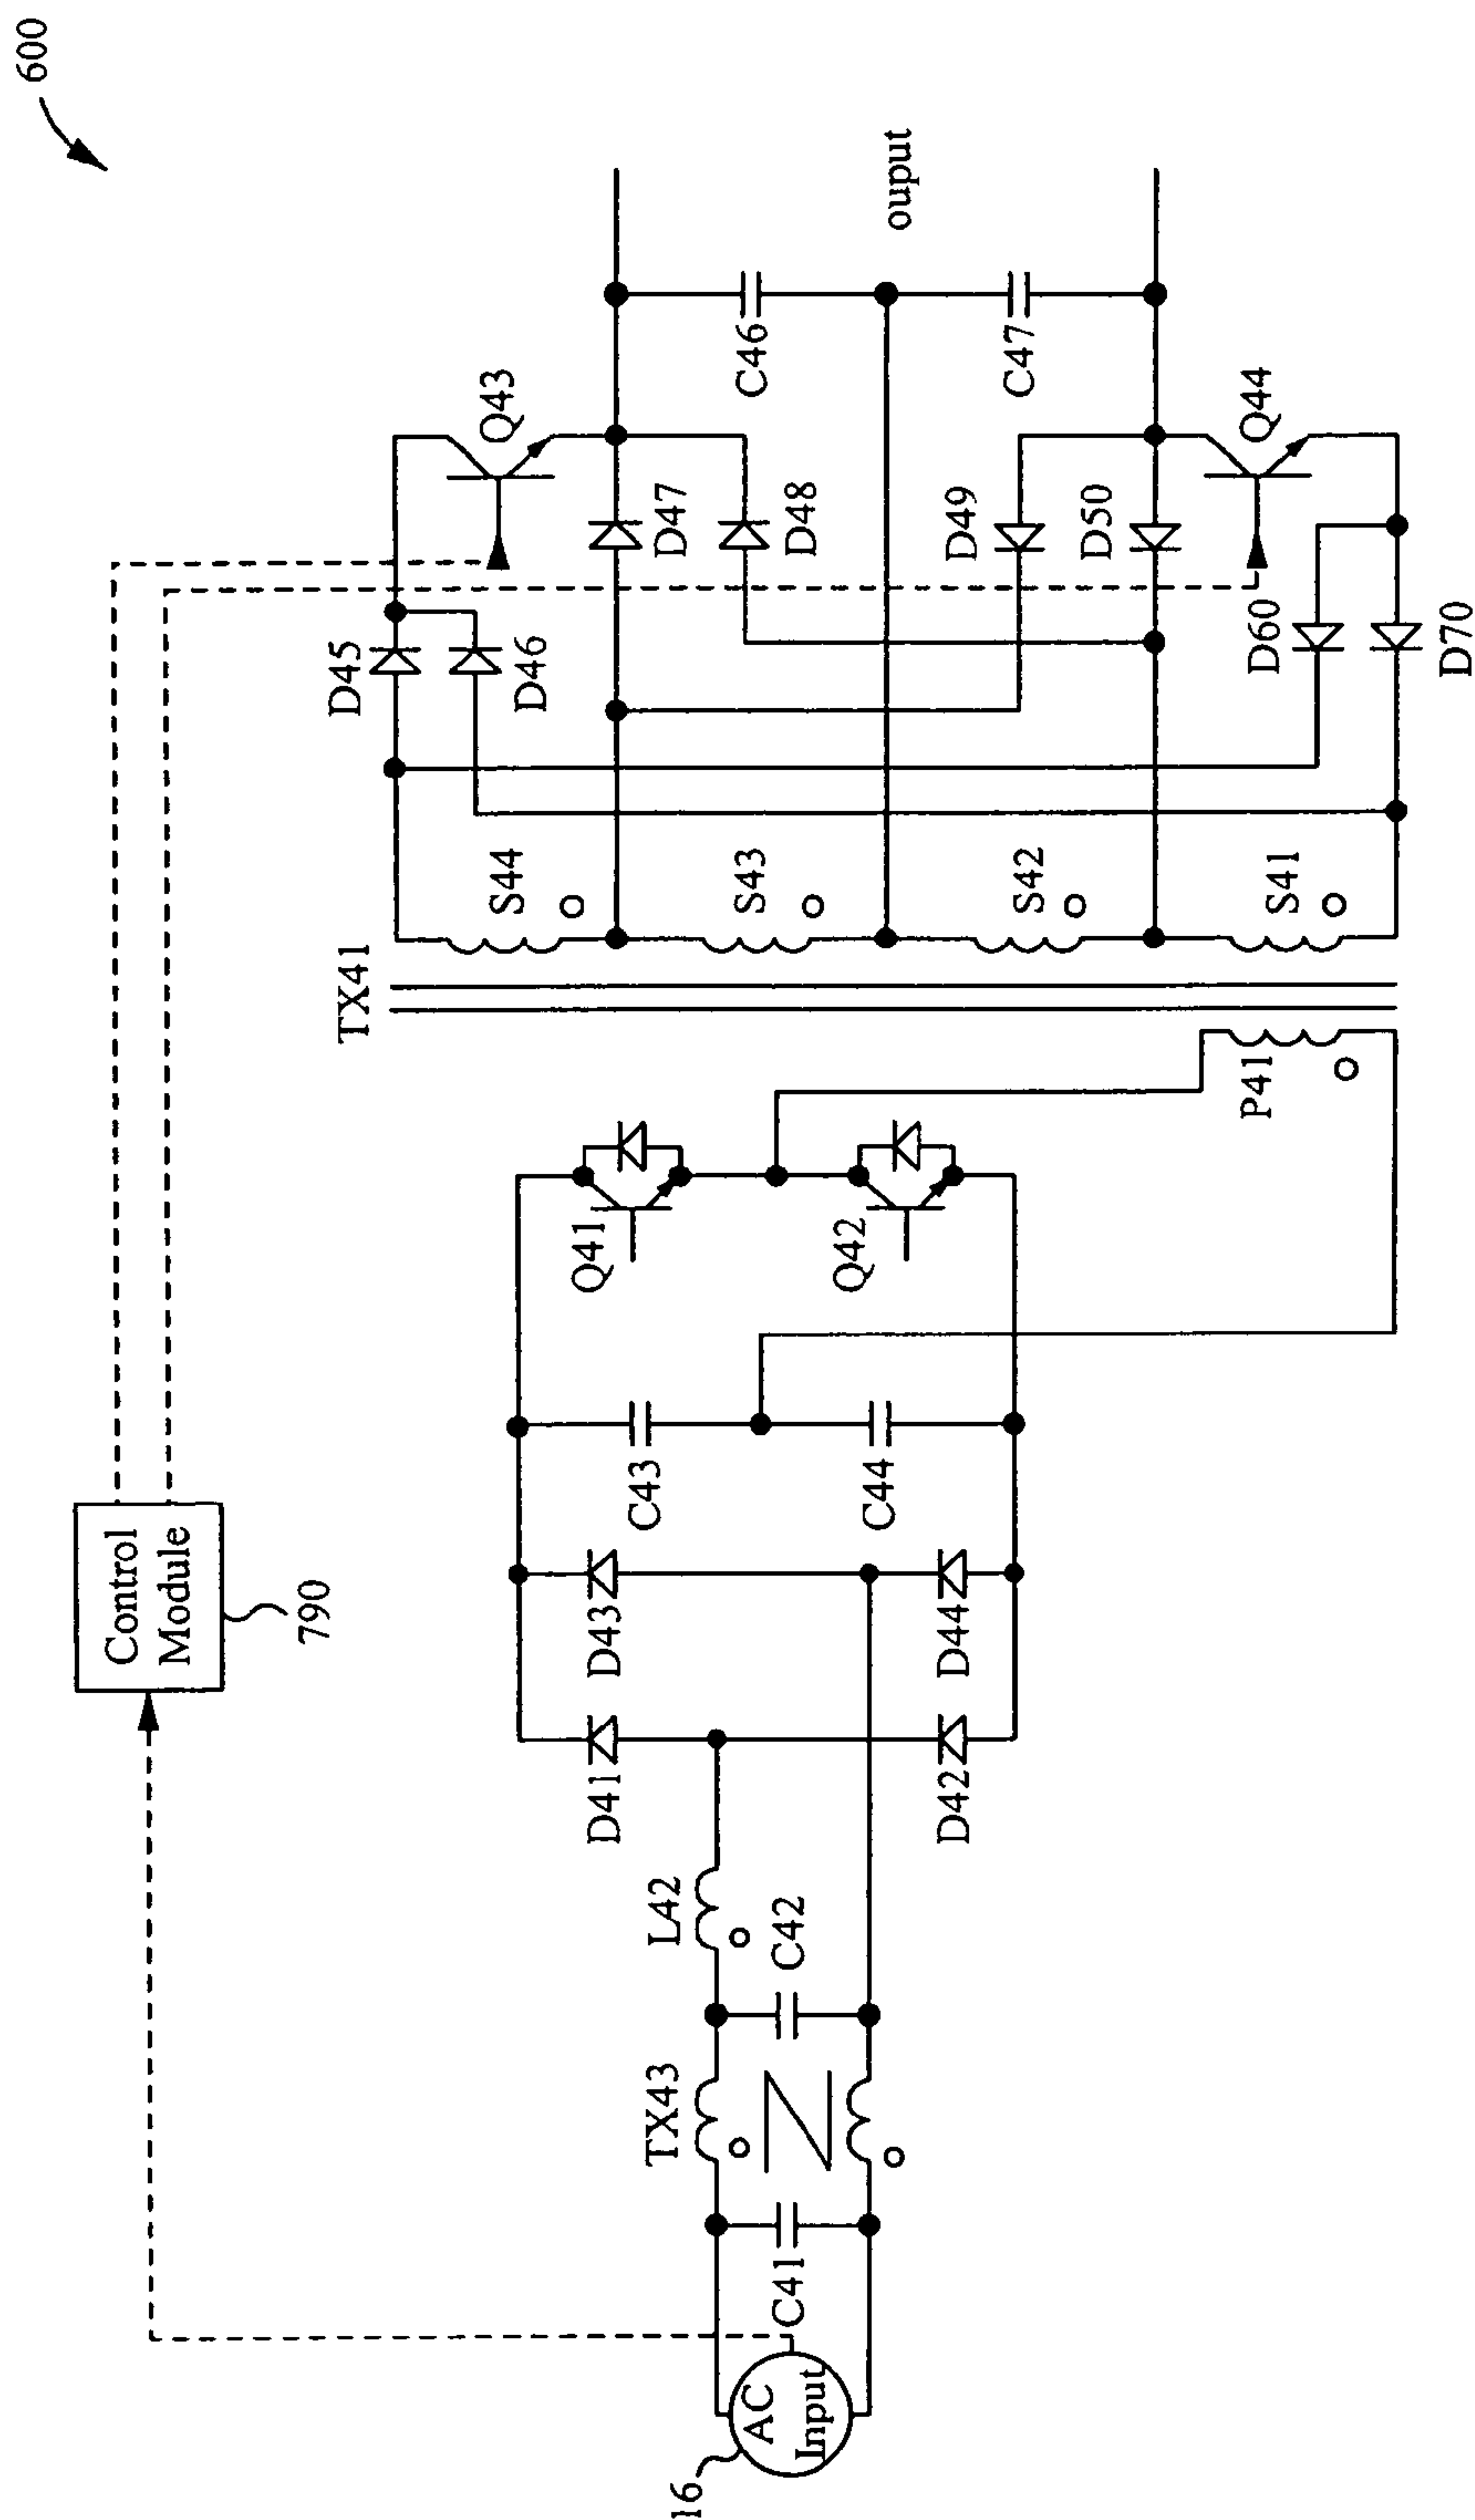 600
Control
Module
790
TX41
D45
D46
Q43
D47
D48
C46
ouput
C47
D49
D50
Q44
D60
D70
S44
S43
S42
S41
P41
Q41
Q42
C43
C44
D43
D44
D41
D42
L42
C42
TX43
C41
AC
Input
16